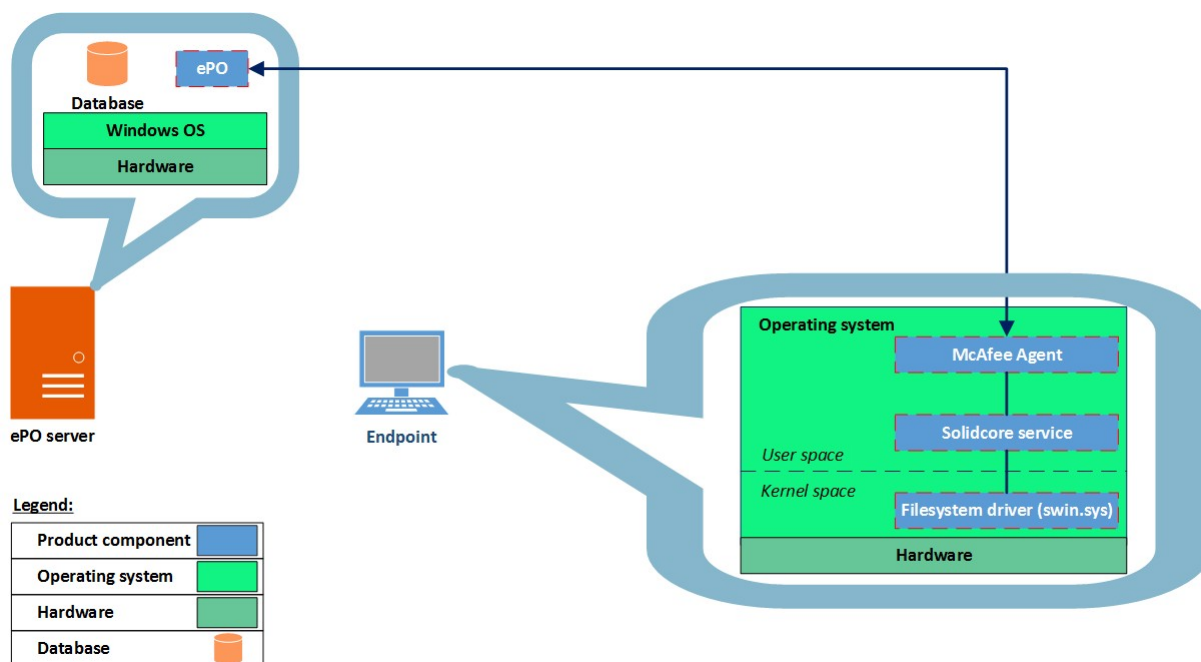 ePO
Database
Windows OS
Hardware
ePO server
Endpoint
Operating system
McAfee Agent
Solidcore service
User space
Kernel space
Filesystem driver (swin.sys)
Hardware
Legend:
Product component
Operating system
Hardware
Database